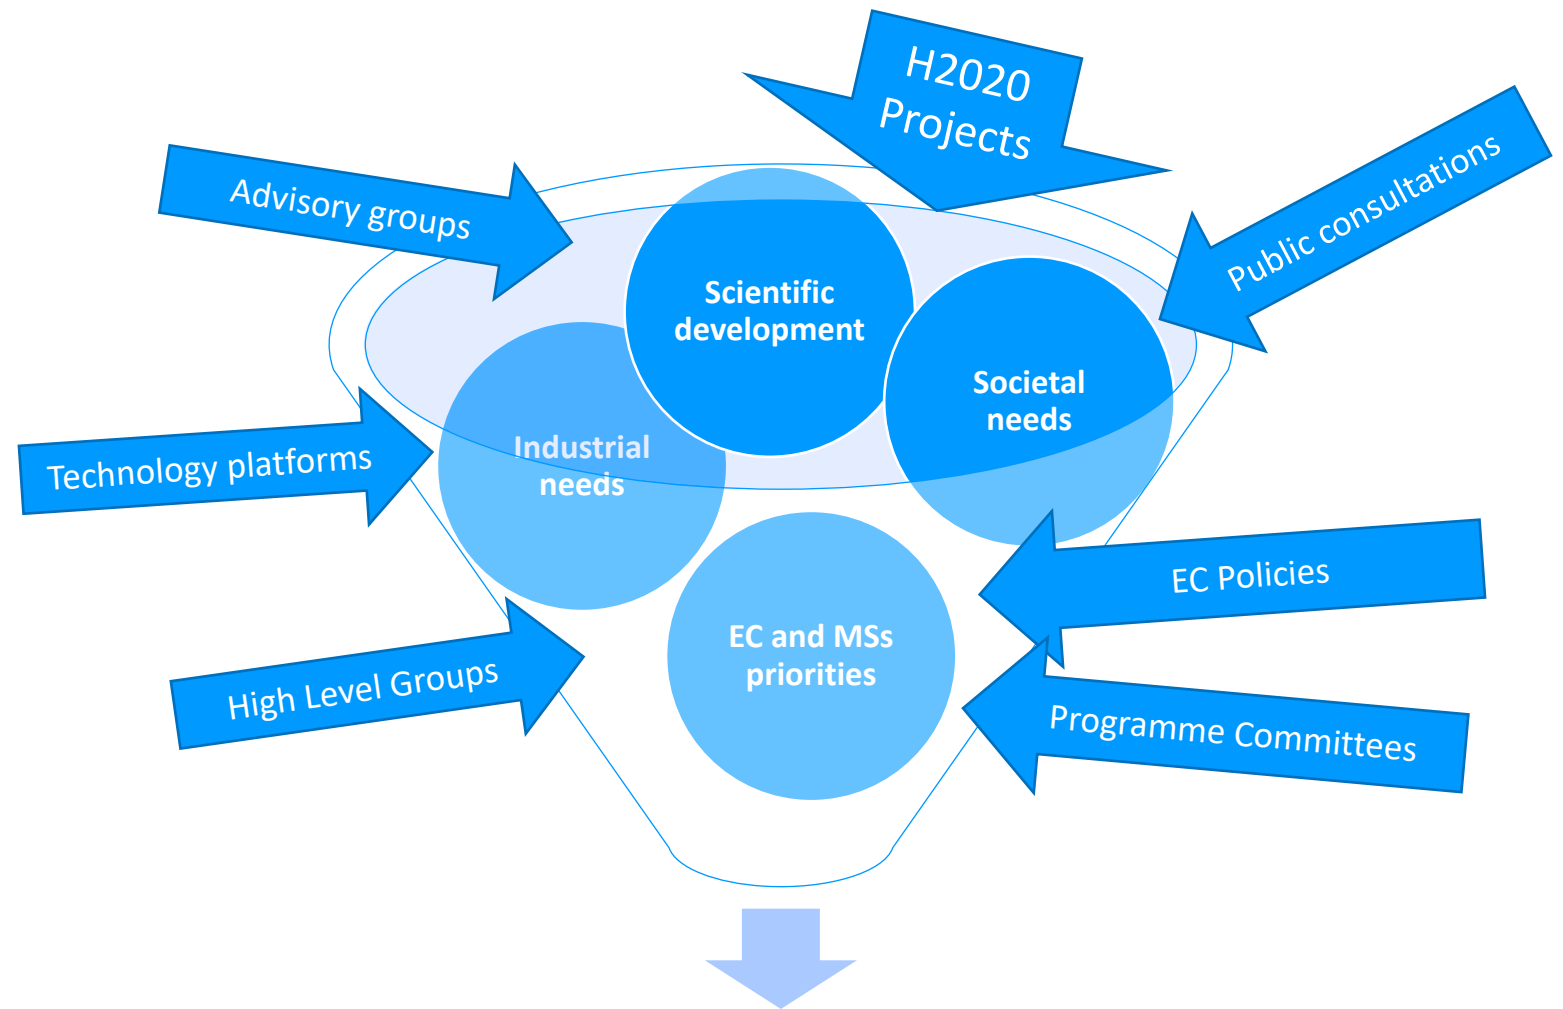 H2020
Projects
Advisory groups
Public consultations
Scientific
development
Societal
needs
Industrial
needs
Technology platforms
EC Policies
EC and MSs
priorities
High Level Groups
Programme Committees